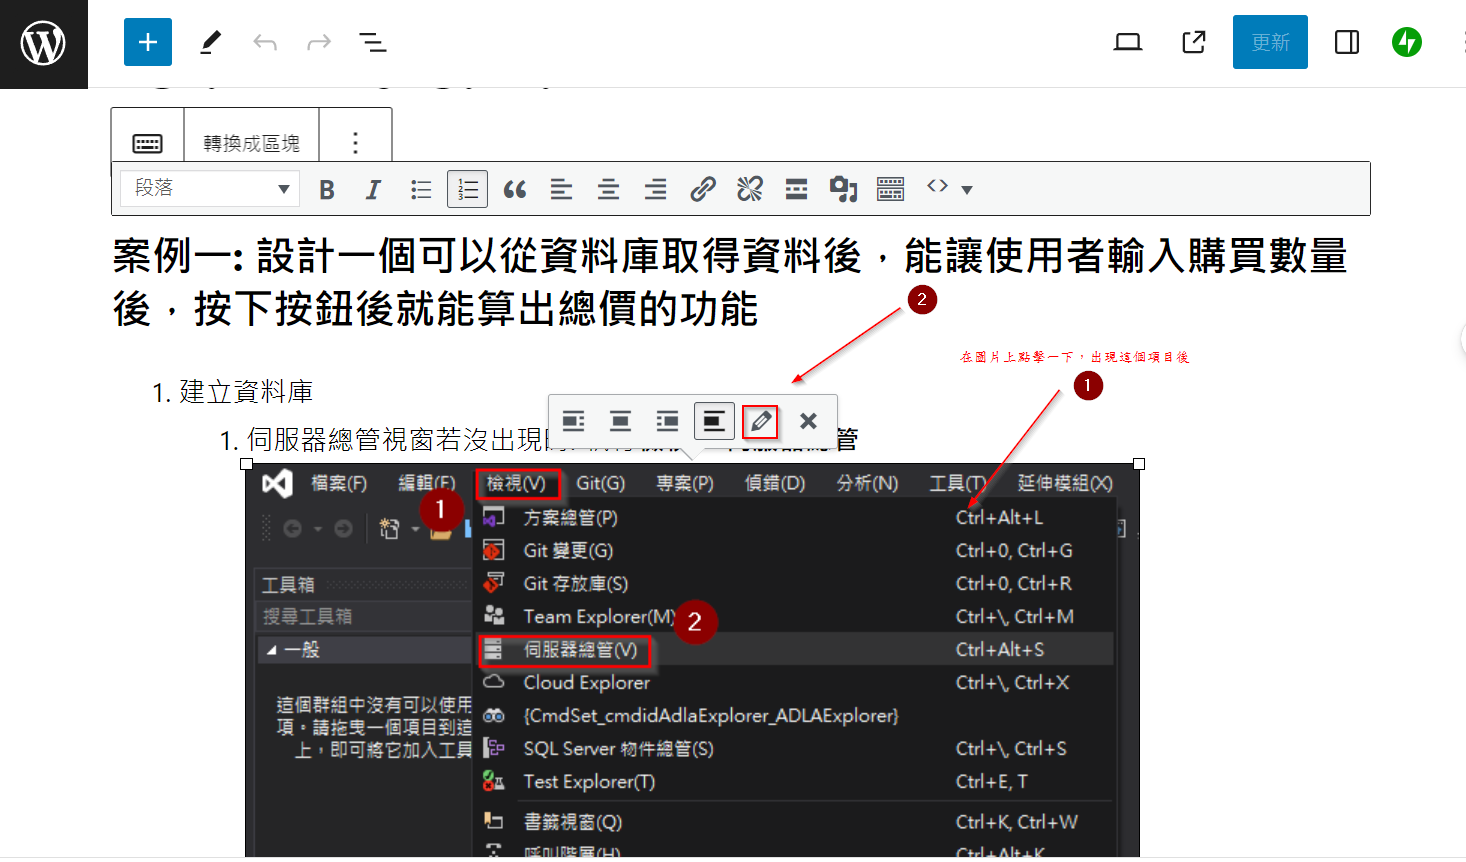 更新
轉換成區塊
段落
案例一: 設計一個可以從資料庫取得資料後，能讓使用者輸入購買數量
後，按下按鈕後就能算出總價的功能
2
在圖片上點擊一下，出現這個項目後
1
1. 建立資料庫
1. 伺服器總管視窗若沒出現
檔案(F) 編輯(E) 檢視(V) Git(G) 專案(P) 偵錯(D) 分析(N) 工具(T) 延伸模組(X)
1
方案總管(P) Ctrl+Alt+L
Git 變更(G) Ctrl+0, Ctrl+G
工具箱
Git 存放庫(S) Ctrl+0, Ctrl+R
搜尋工具箱
Team Explorer(M) Ctrl+\, Ctrl+M
2
一般
伺服器總管(V) Ctrl+Alt+S
Cloud Explorer Ctrl+\, Ctrl+X
這個群組中沒有可以使用
{CmdSet_cmdidAdlaExplorer_ADLAExplorer}
項。請拖曳一個項目到這
上，即可將它加入工具
SQL Server 物件總管(S) Ctrl+\, Ctrl+S
Test Explorer(T) Ctrl+E, T
書籤視窗(Q) Ctrl+K, Ctrl+W
呼叫階層(H) Ctrl+Alt+K